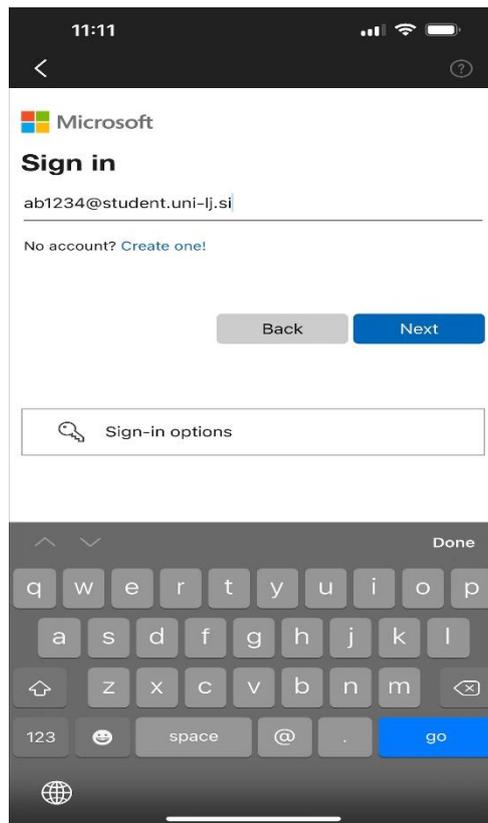 11:11
Microsoft
Sign in
ab1234@student.uni-lj.si
No account? Create one!
Back Next
Sign-in options
Done
q w e r t y u i o p
a s d f g h j k l
z x c v b n m
123 space @ . go